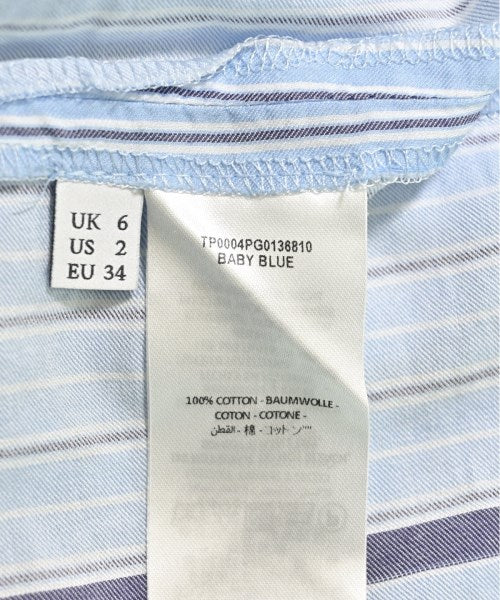 UK 6
US 2
EU 34
TP0004PG0136810
BABY BLUE
100% COTTON - BAUMWOLLE -
COTON - COTONE -
القطن - 棉 - コットン""